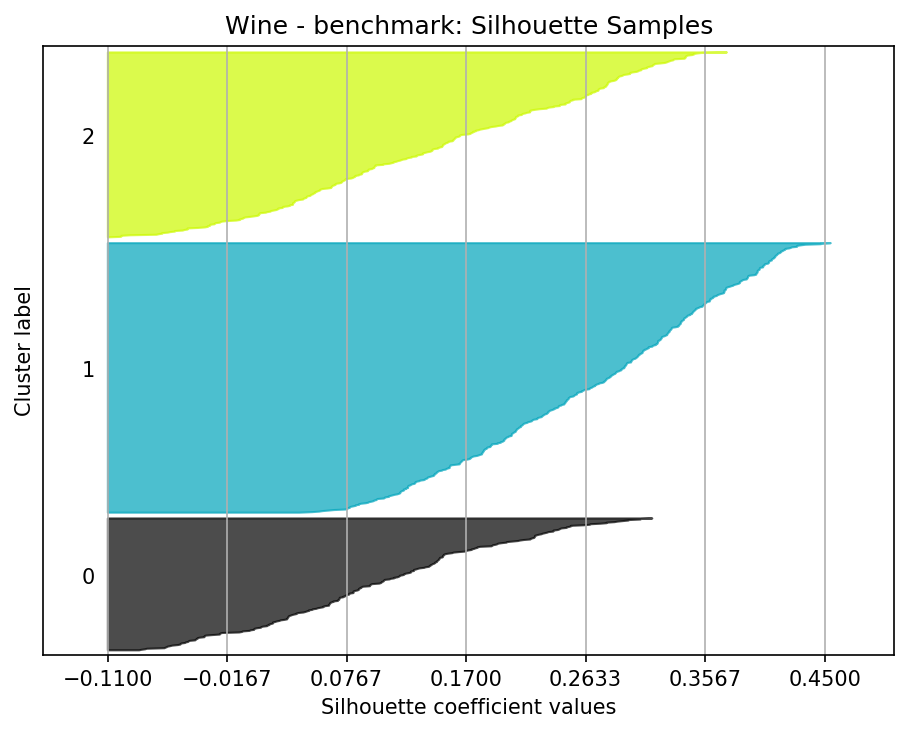 Wine - benchmark: Silhouette Samples
2
1
0
Cluster label
−0.1100 −0.0167 0.0767 0.1700 0.2633 0.3567 0.4500
Silhouette coefficient values